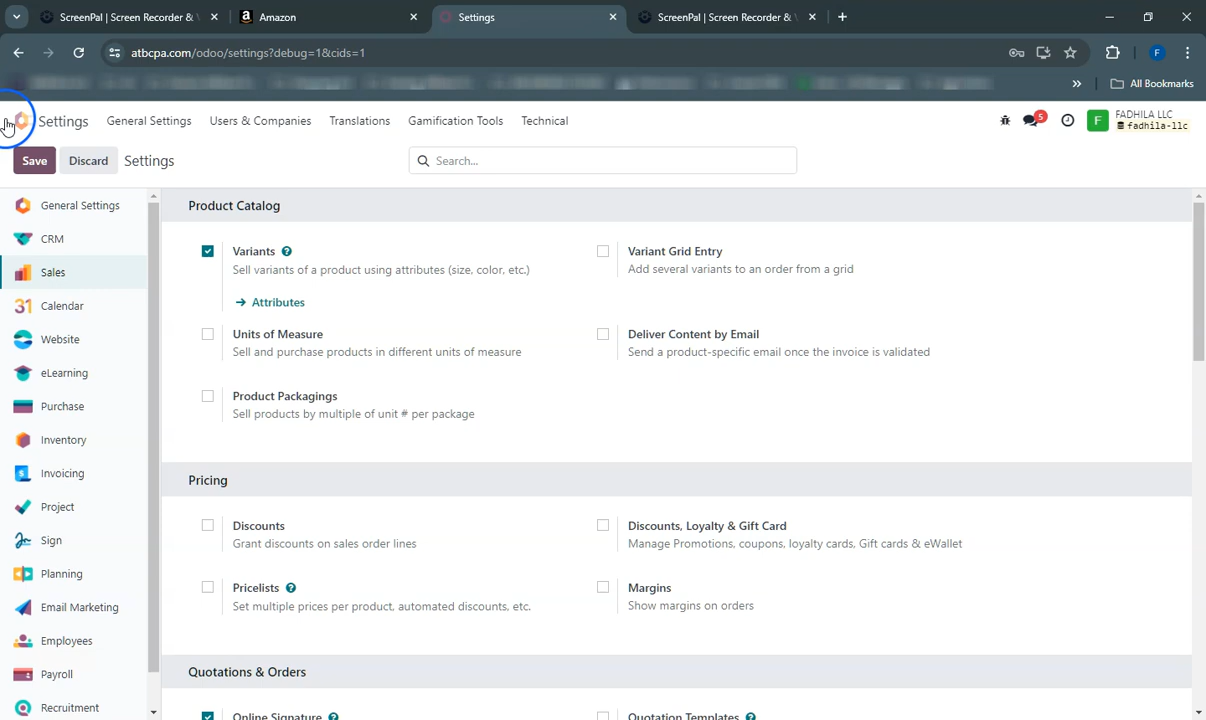 ScreenPal | Screen Recorder & V
Amazon
Settings
ScreenPal | Screen Recorder & V
atbcpa.com/odoo/settings?debug=1&cids=1
F
All Bookmarks
Settings
General Settings
Users & Companies
Translations
Gamification Tools
Technical
5
F
FADHILA LLC
fadhila-llc
Save
Discard
Settings
Search...
General Settings
CRM
Sales
31
Calendar
Website
eLearning
Purchase
Inventory
$
Invoicing
Project
Sign
Planning
Email Marketing
Employees
Payroll
Recruitment
Product Catalog
Variants ?
Sell variants of a product using attributes (size, color, etc.)
Attributes
Variant Grid Entry
Add several variants to an order from a grid
Units of Measure
Sell and purchase products in different units of measure
Deliver Content by Email
Send a product-specific email once the invoice is validated
Product Packagings
Sell products by multiple of unit # per package
Pricing
Discounts
Grant discounts on sales order lines
Discounts, Loyalty & Gift Card
Manage Promotions, coupons, loyalty cards, Gift cards & eWallet
Pricelists ?
Set multiple prices per product, automated discounts, etc.
Margins
Show margins on orders
Quotations & Orders
Online Signature ?
Quotation Templates ?